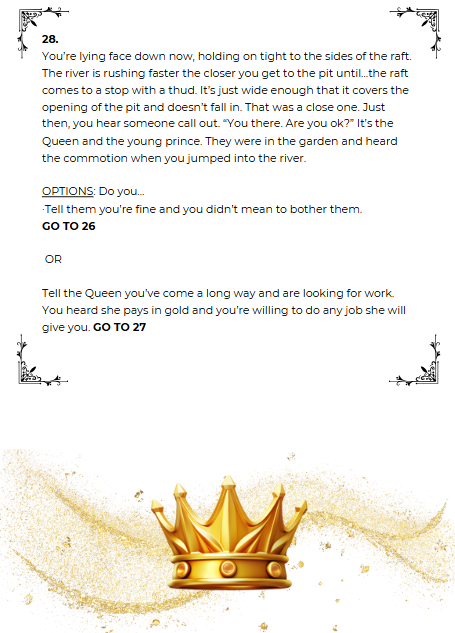 28.
You're lying face down now, holding on tight to the sides of the raft.
The river is rushing faster the closer you get to the pit until...the raft
comes to a stop with a thud. It's just wide enough that it covers the
opening of the pit and doesn't fall in. That was a close one. Just
then, you hear someone call out. "You there. Are you ok?" It's the
Queen and the young prince. They were in the garden and heard
the commotion when you jumped into the river.
OPTIONS: Do you...
·Tell them you're fine and you didn't mean to bother them.
GO TO 26
OR
Tell the Queen you've come a long way and are looking for work.
You heard she pays in gold and you're willing to do any job she will
give you. GO TO 27